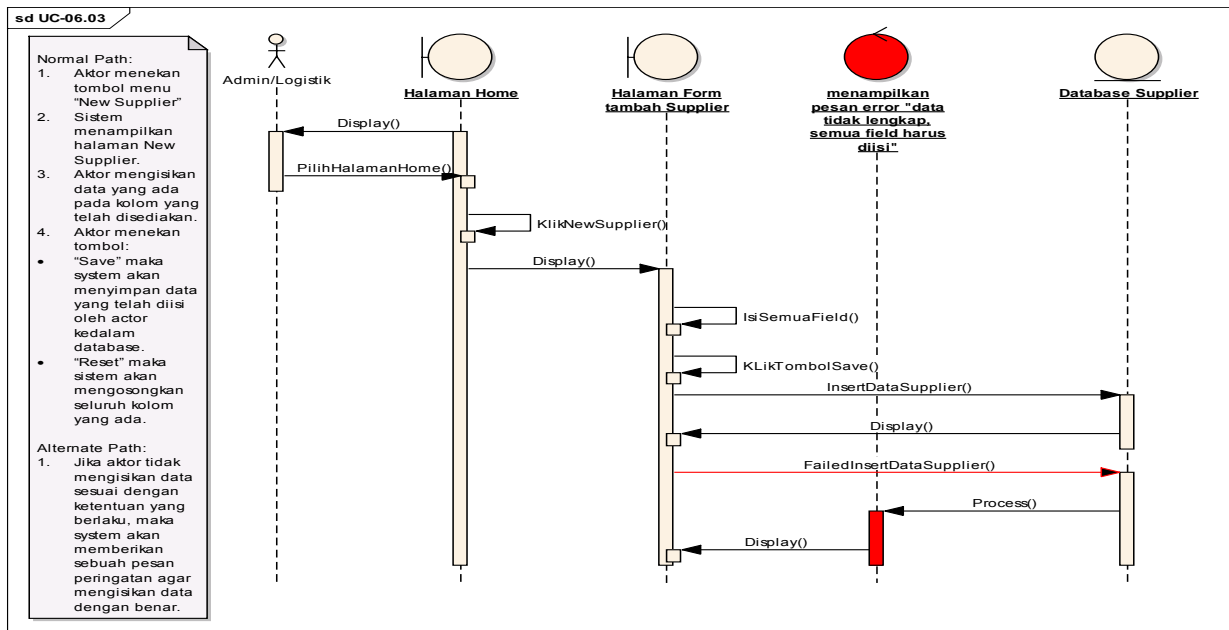 sd UC-06.03
Normal Path:
1. Aktor menekan
tombol menu
"New Supplier"
2. Sistem
menampilkan
halaman New
Supplier.
3. Aktor mengisikan
data yang ada
pada kolom yang
telah disediakan.
4. Aktor menekan
tombol:
• "Save" maka
system akan
menyimpan data
yang telah diisi
oleh actor
kedalam
database.
• "Reset" maka
sistem akan
mengosongkan
seluruh kolom
yang ada.
Alternate Path:
1. Jika aktor tidak
mengisikan data
sesuai dengan
ketentuan yang
berlaku, maka
system akan
memberikan
sebuah pesan
peringatan agar
mengisikan data
dengan benar.
Admin/Logistik
Halaman Home
Halaman Form
tambah Supplier
menampilkan
pesan error "data
tidak lengkap,
semua field harus
diisi"
Database Supplier
Display()
PilihHalamanHome()
KlikNewSupplier()
Display()
IsiSemuaField()
KLikTombolSave()
InsertDataSupplier()
Display()
FailedInsertDataSupplier()
Process()
Display()